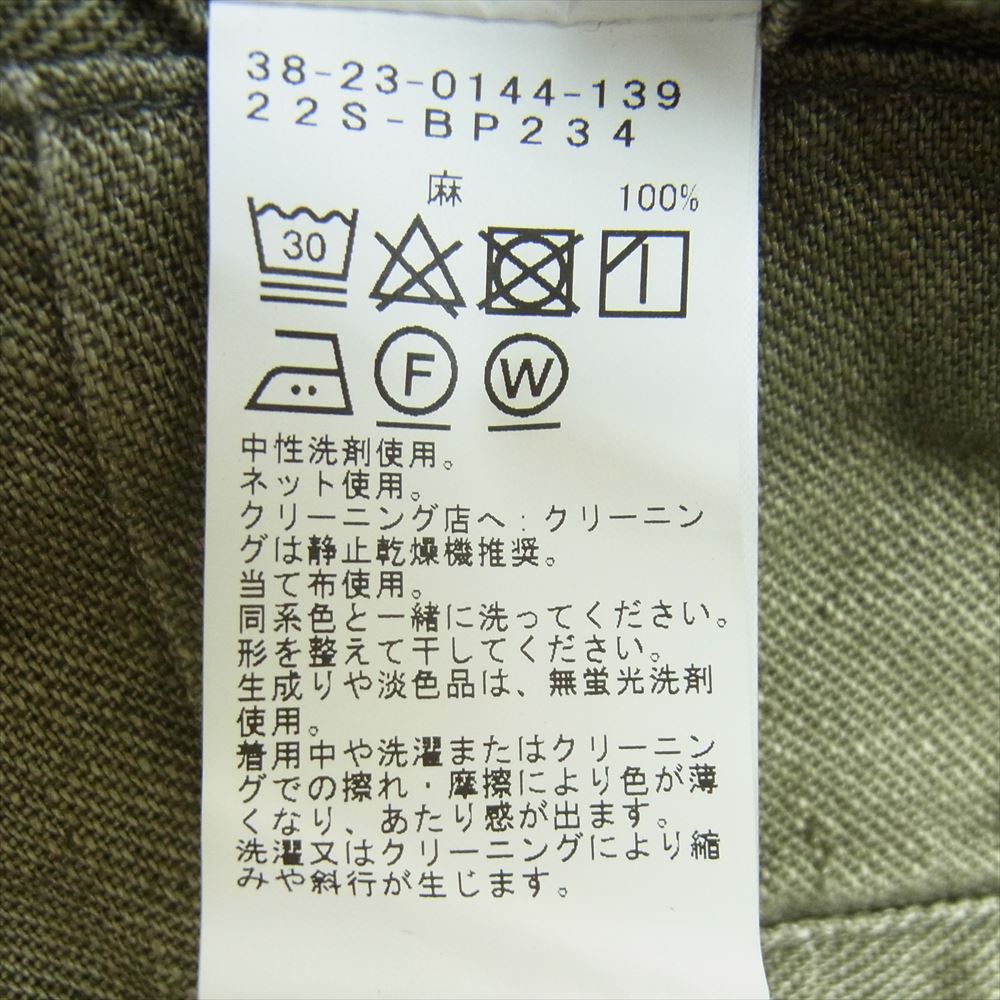 38-23-0144-139
22S-BP234
麻 100%
30
F W
中性洗剤使用。
ネット使用。
クリーニング店へ：クリーニン
グは静止乾燥機推奨。
当て布使用。
同系色と一緒に洗ってください。
形を整えて干してください。
生成りや淡色品は、無蛍光洗剤
使用。
着用中や洗濯またはクリーニン
グでの擦れ・摩擦により色が薄
くなり、あたり感が出ます。
洗濯又はクリーニングにより縮
みや斜行が生じます。